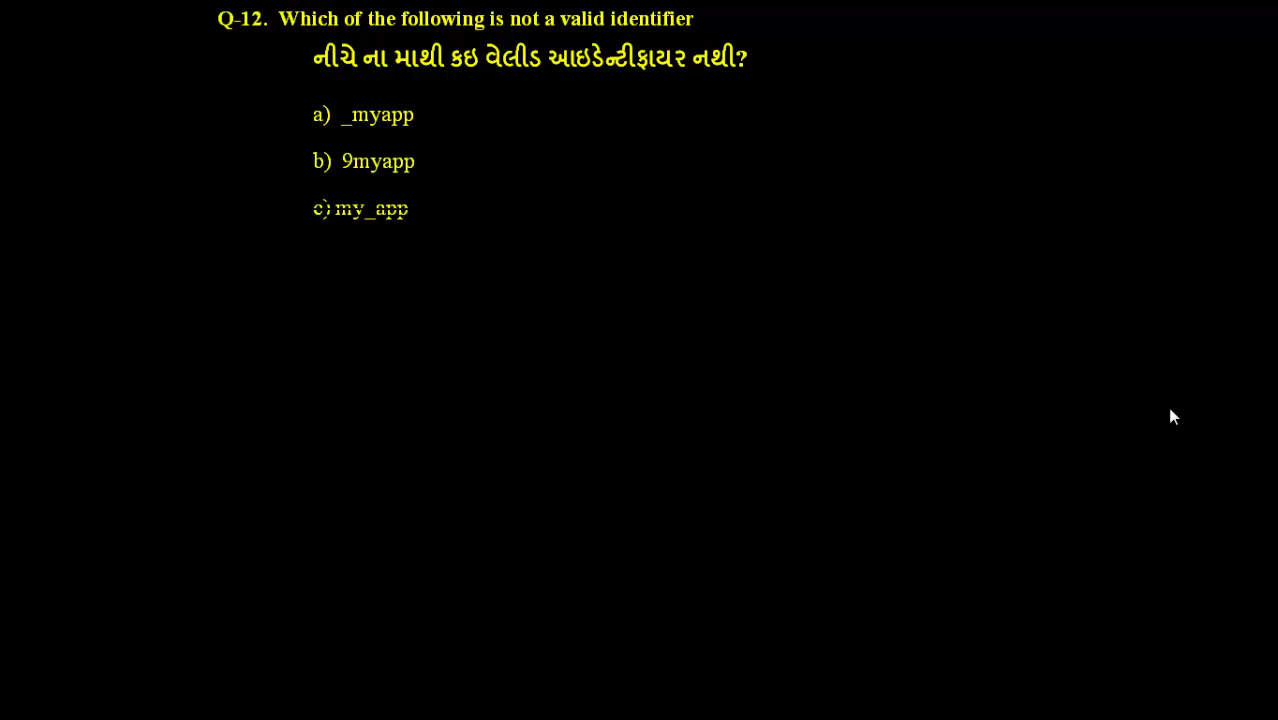 Q-12. Which of the following is not a valid identifier
નીચે ના માથી કઇ વેલીડ આઇડેન્ટીફાયર નથી?
a) _myapp
b) 9myapp
c) my_app